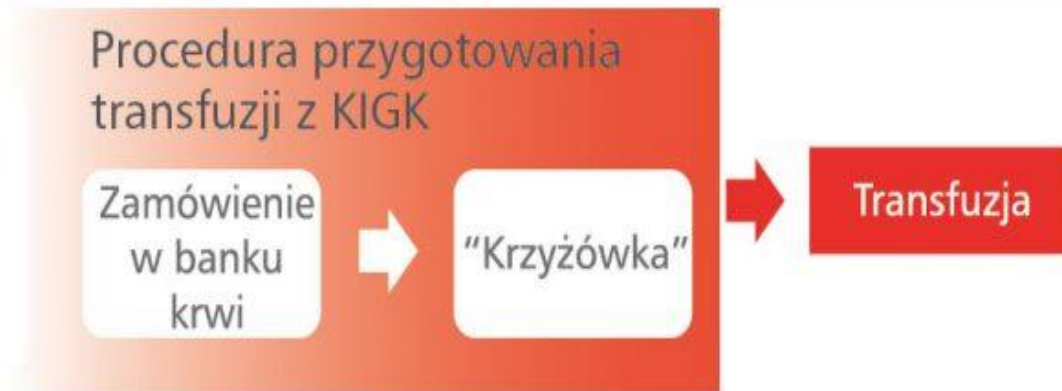 Procedura przygotowania
transfuzji z KIGK
Zamówienie
w banku
krwi
"Krzyżówka"
Transfuzja